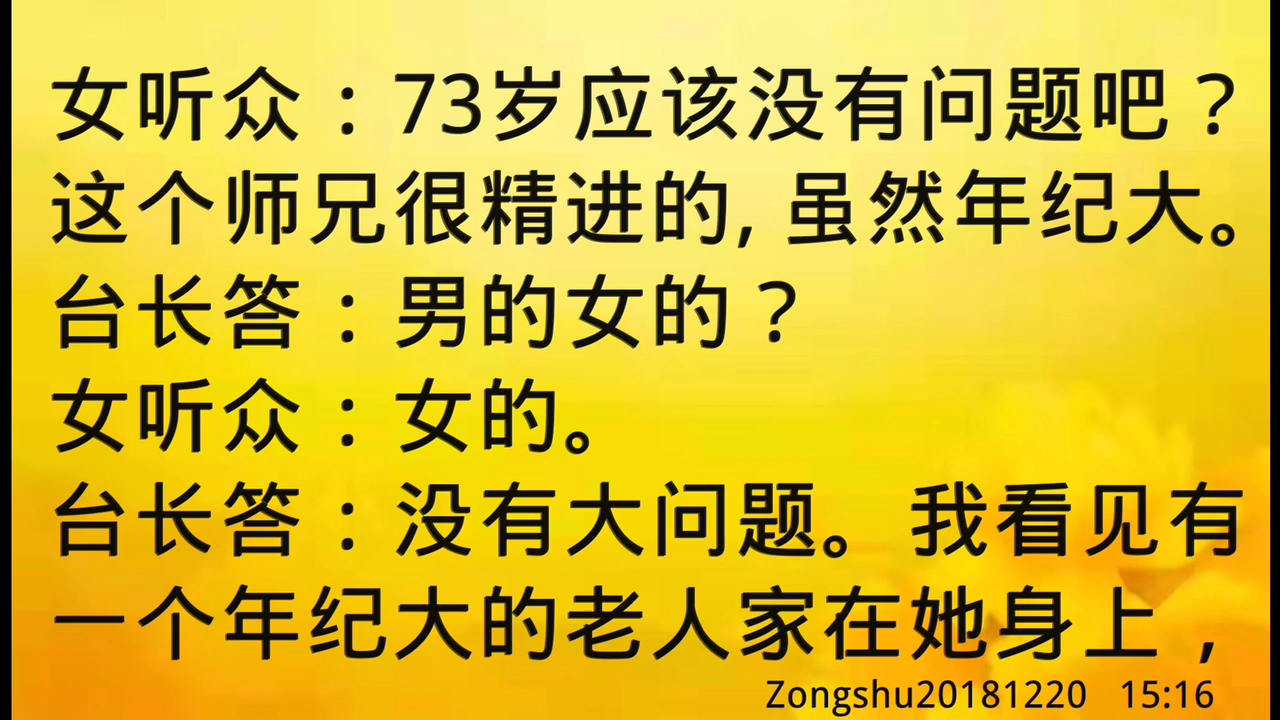 女听众：73岁应该没有问题吧？
这个师兄很精进的, 虽然年纪大。
台长答：男的女的？
女听众：女的。
台长答：没有大问题。我看见有
一个年纪大的老人家在她身上，
Zongshu20181220 15:16